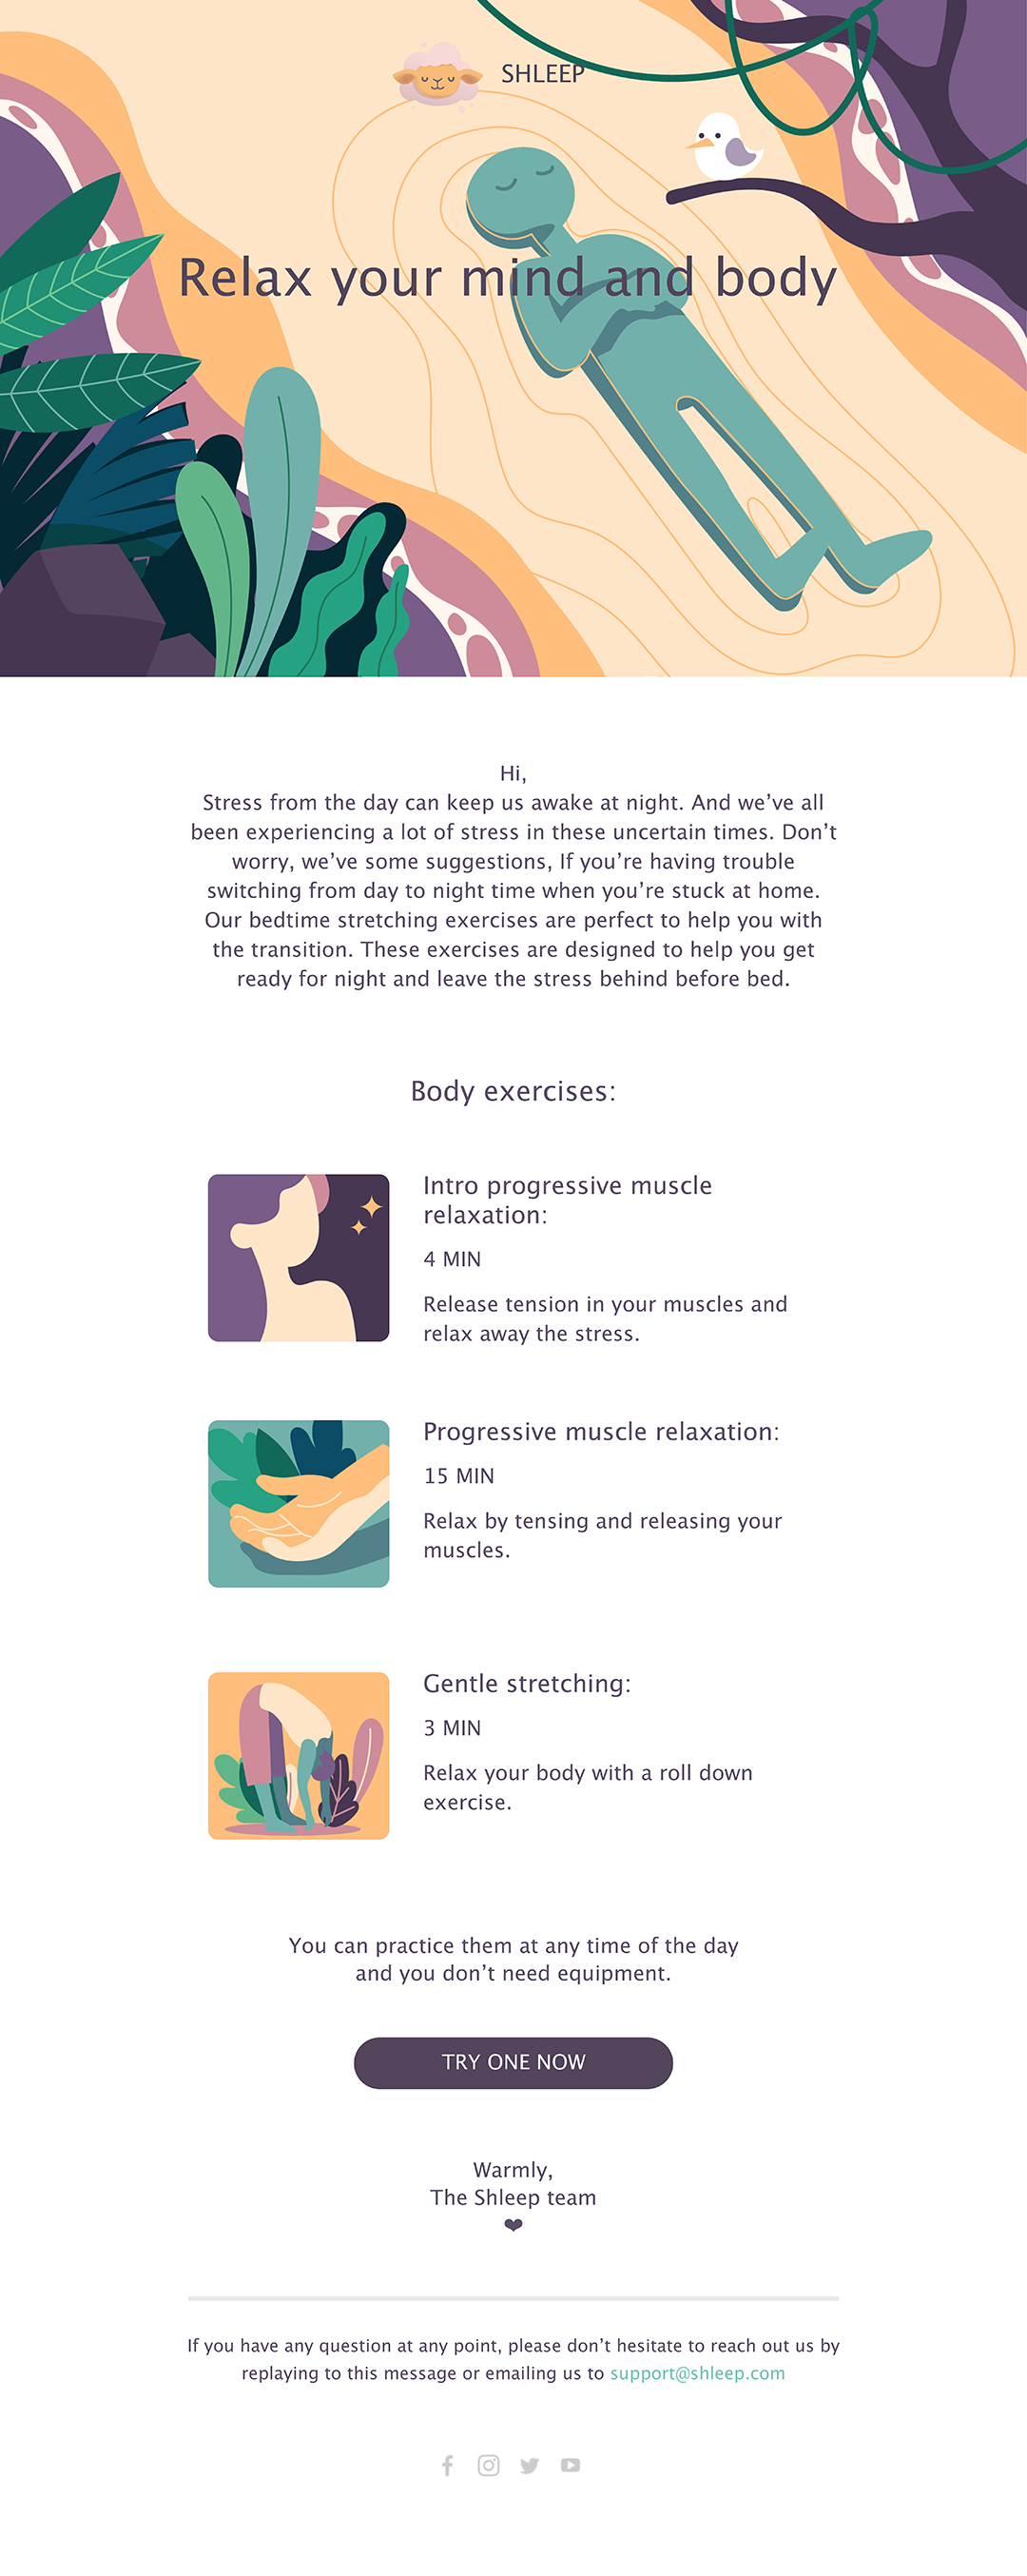 SHLEEP
Relax your mind and body
Hi,
Stress from the day can keep us awake at night. And we’ve all
been experiencing a lot of stress in these uncertain times. Don’t
worry, we’ve some suggestions, If you’re having trouble
switching from day to night time when you’re stuck at home.
Our bedtime stretching exercises are perfect to help you with
the transition. These exercises are designed to help you get
ready for night and leave the stress behind before bed.
Body exercises:
Intro progressive muscle
relaxation:
4 MIN
Release tension in your muscles and
relax away the stress.
Progressive muscle relaxation:
15 MIN
Relax by tensing and releasing your
muscles.
Gentle stretching:
3 MIN
Relax your body with a roll down
exercise.
You can practice them at any time of the day
and you don’t need equipment.
TRY ONE NOW
Warmly,
The Shleep team
❤
If you have any question at any point, please don’t hesitate to reach out us by
replaying to this message or emailing us to support@shleep.com